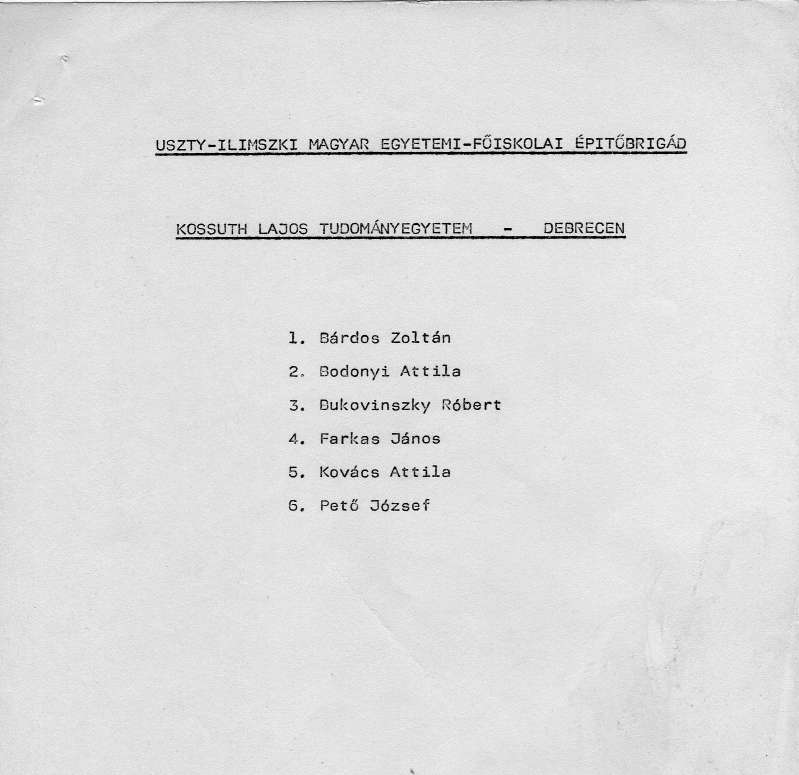 USZTY-ILIMSZKI MAGYAR EGYETEMI-FŐISKOLAI ÉPITŐBRIGÁD
KOSSUTH LAJOS TUDOMÁNYEGYETEM - DEBRECEN
1. Bárdos Zoltán
2. Bodonyi Attila
3. Bukovinszky Róbert
4. Farkas János
5. Kovács Attila
6. Pető József